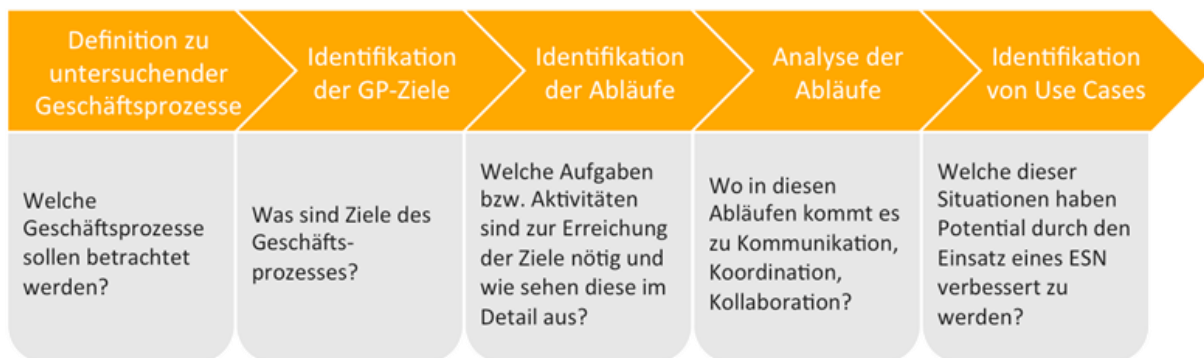 Definition zu
untersuchender
Geschäftsprozesse
Identifikation
der GP-Ziele
Identifikation
der Abläufe
Analyse der
Abläufe
Identifikation
von Use Cases
Welche
Geschäftsprozesse
sollen betrachtet
werden?
Was sind Ziele des
Geschäfts-
prozesses?
Welche Aufgaben
bzw. Aktivitäten
sind zur Erreichung
der Ziele nötig und
wie sehen diese im
Detail aus?
Wo in diesen
Abläufen kommt es
zu Kommunikation,
Koordination,
Kollaboration?
Welche dieser
Situationen haben
Potential durch den
Einsatz eines ESN
verbessert zu
werden?